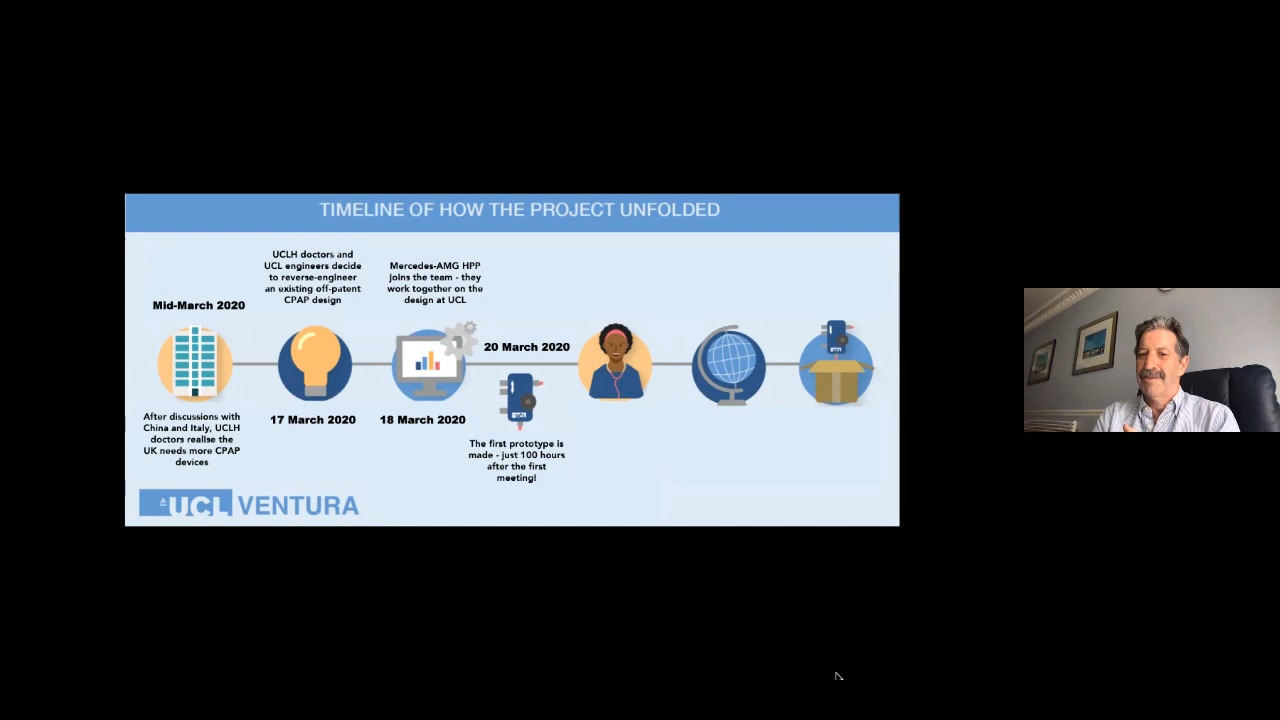 TIMELINE OF HOW THE PROJECT UNFOLDED
Mid-March 2020
After discussions with
China and Italy, UCLH
doctors realise the
UK needs more CPAP
devices
UCLH doctors and
UCL engineers decide
to reverse-engineer
an existing off-patent
CPAP design
17 March 2020
Mercedes-AMG HPP
joins the team - they
work together on the
design at UCL
18 March 2020
20 March 2020
UCL
The first prototype is
made - just 100 hours
after the first
meeting!
UCL VENTURA